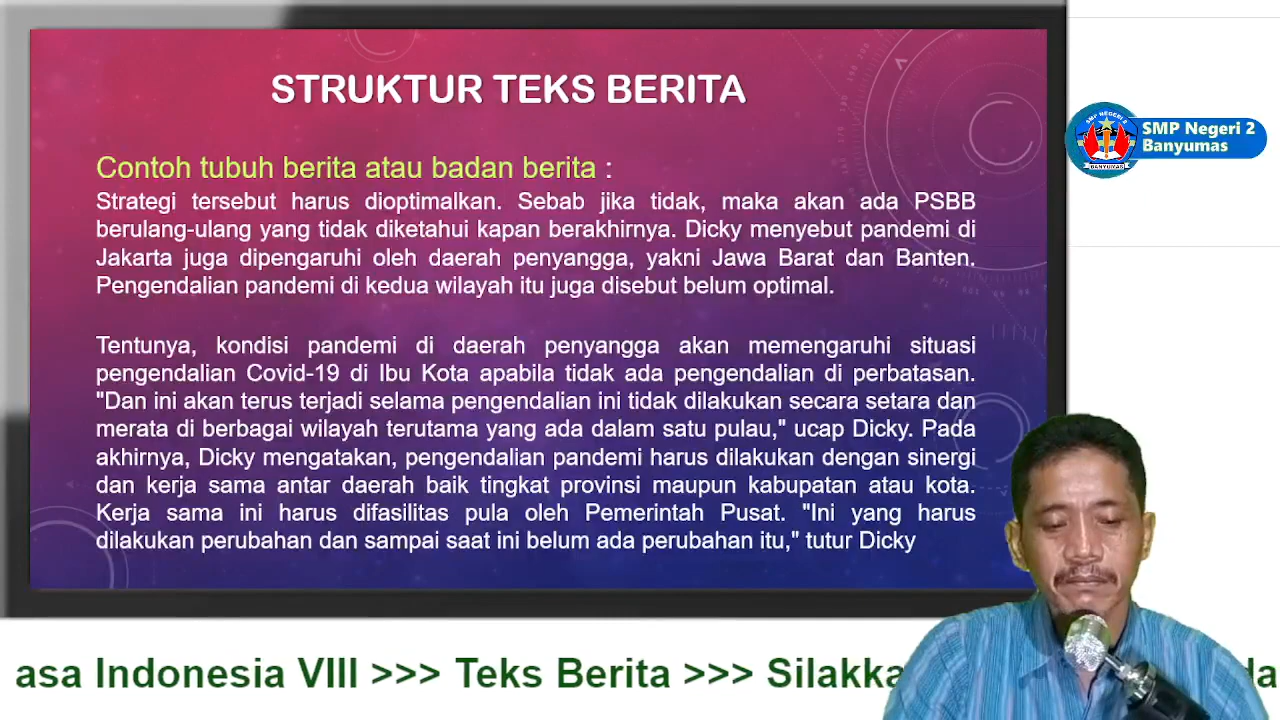 STRUKTUR TEKS BERITA
Contoh tubuh berita atau badan berita :
Strategi tersebut harus dioptimalkan. Sebab jika tidak, maka akan ada PSBB
berulang-ulang yang tidak diketahui kapan berakhirnya. Dicky menyebut pandemi di
Jakarta juga dipengaruhi oleh daerah penyangga, yakni Jawa Barat dan Banten.
Pengendalian pandemi di kedua wilayah itu juga disebut belum optimal.
Tentunya, kondisi pandemi di daerah penyangga akan memengaruhi situasi
pengendalian Covid-19 di Ibu Kota apabila tidak ada pengendalian di perbatasan.
"Dan ini akan terus terjadi selama pengendalian ini tidak dilakukan secara setara dan
merata di berbagai wilayah terutama yang ada dalam satu pulau," ucap Dicky. Pada
akhirnya, Dicky mengatakan, pengendalian pandemi harus dilakukan dengan sinergi
dan kerja sama antar daerah baik tingkat provinsi maupun kabupaten atau kota.
Kerja sama ini harus difasilitas pula oleh Pemerintah Pusat. "Ini yang harus
dilakukan perubahan dan sampai saat ini belum ada perubahan itu," tutur Dicky
SMP NEGERI 2
BANYUMAS
SMP Negeri 2
Banyumas
asa Indonesia VIII >>> Teks Berita >>> Silakka